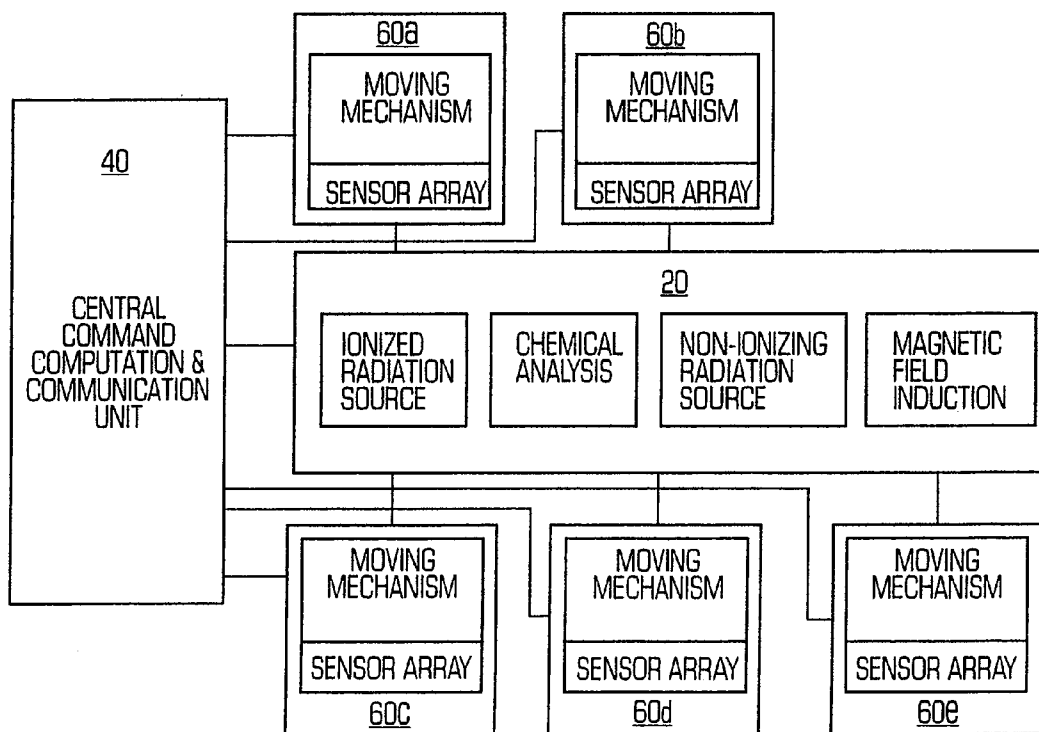 60a
MOVING
MECHANISM
SENSOR ARRAY
60b
MOVING
MECHANISM
SENSOR ARRAY
40
CENTRAL
COMMAND
COMPUTATION &
COMMUNICATION
UNIT
20
IONIZED
RADIATION
SOURCE
CHEMICAL
ANALYSIS
NON-IONIZING
RADIATION
SOURCE
MAGNETIC
FIELD
INDUCTION
MOVING
MECHANISM
SENSOR ARRAY
60c
MOVING
MECHANISM
SENSOR ARRAY
60d
MOVING
MECHANISM
SENSOR ARRAY
60e